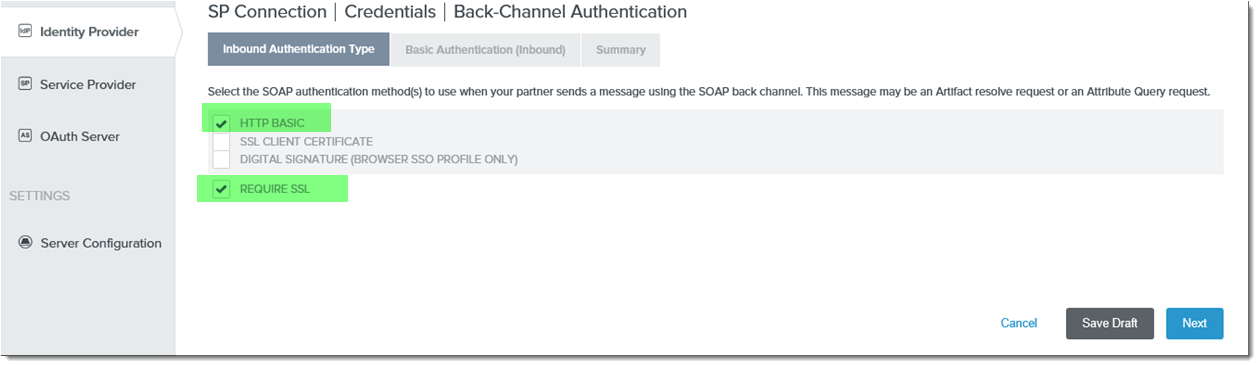 SP Connection | Credentials | Back-Channel Authentication
IdP Identity Provider
Inbound Authentication Type
Basic Authentication (Inbound)
Summary
SP Service Provider
Select the SOAP authentication method(s) to use when your partner sends a message using the SOAP back channel. This message may be an Artifact resolve request or an Attribute Query request.
HTTP BASIC
AS OAuth Server
SSL CLIENT CERTIFICATE
DIGITAL SIGNATURE (BROWSER SSO PROFILE ONLY)
SETTINGS
REQUIRE SSL
Server Configuration
Cancel
Save Draft
Next